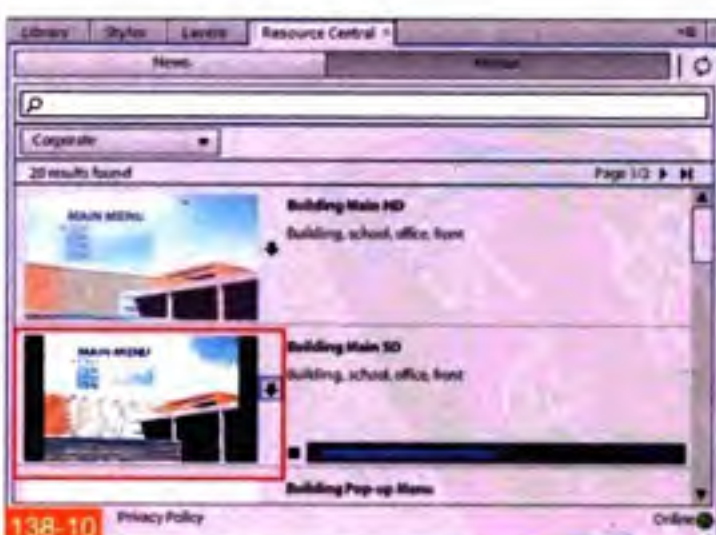 Library Styles Layers Resource Central ×
News Menus
Corporate
20 results found Page 1/2
MAIN MENU
Building Main HD
Building, school, office, front
MAIN MENU
Building Main SD
Building, school, office, front
Building Pop-up Menu
138-10 Privacy Policy Online